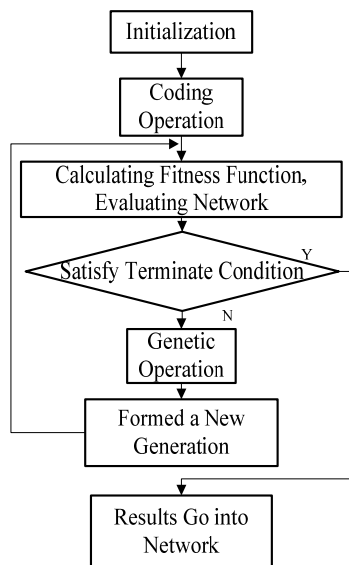 Initialization
Coding
Operation
Calculating Fitness Function,
Evaluating Network
Y
Satisfy Terminate Condition
N
Genetic
Operation
Formed a New
Generation
Results Go into
Network